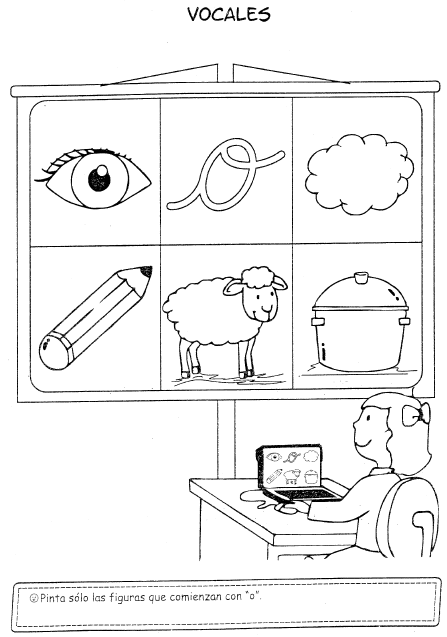 VOCALES
o
Pinta sólo las figuras que comienzan con "o".